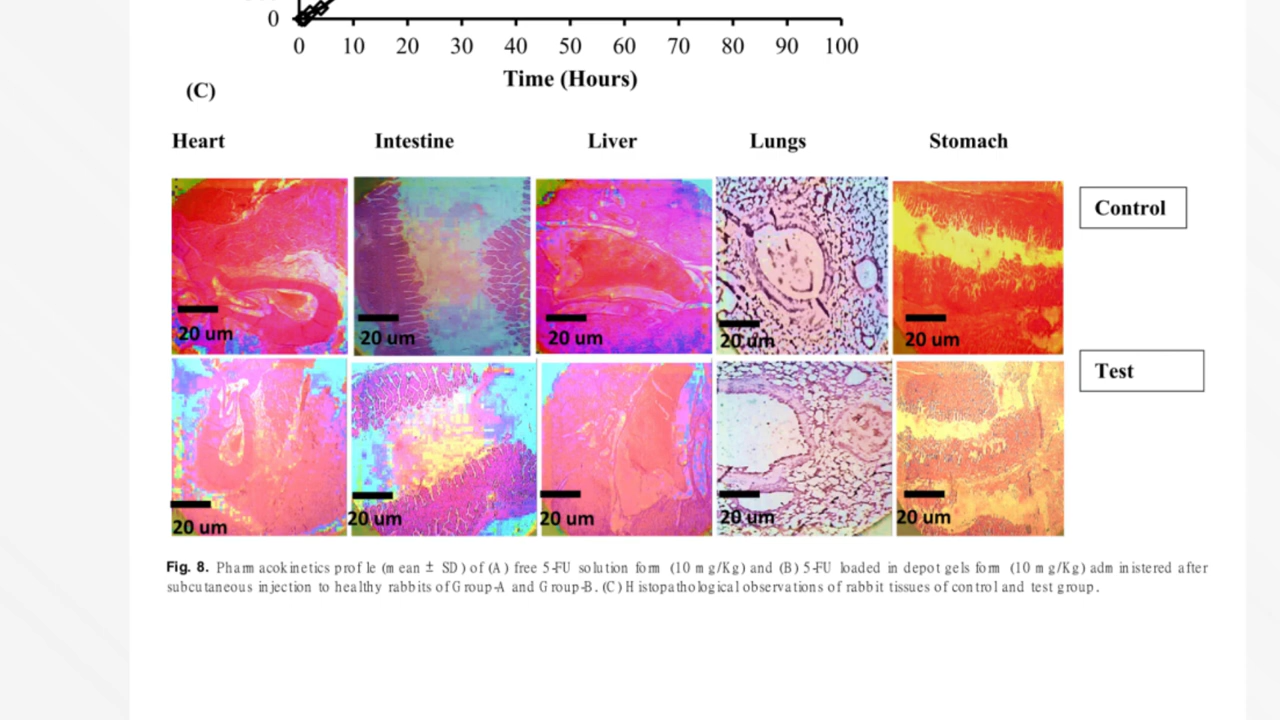 0
0 10 20 30 40 50 60 70 80 90 100
Time (Hours)
(C)
Heart Intestine Liver Lungs Stomach
Control
20 um 20 um 20 um 20 um 20 um
Test
20 um 20 um 20 um 20 um 20 um
Fig. 8. Pharmacokinetics profile (mean ± SD) of (A) free 5-FU solution form (10 mg/Kg) and (B) 5-FU loaded in depot gels form (10 mg/Kg) administered after
subcutaneous injection to healthy rabbits of Group-A and Group-B. (C) Histopathological observations of rabbit tissues of control and test group.